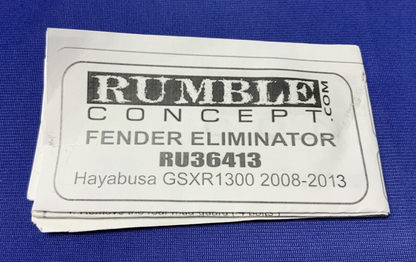 RUMBLE
CONCEPT.COM
FENDER ELIMINATOR
RU36413
Hayabusa GSXR1300 2008-2013